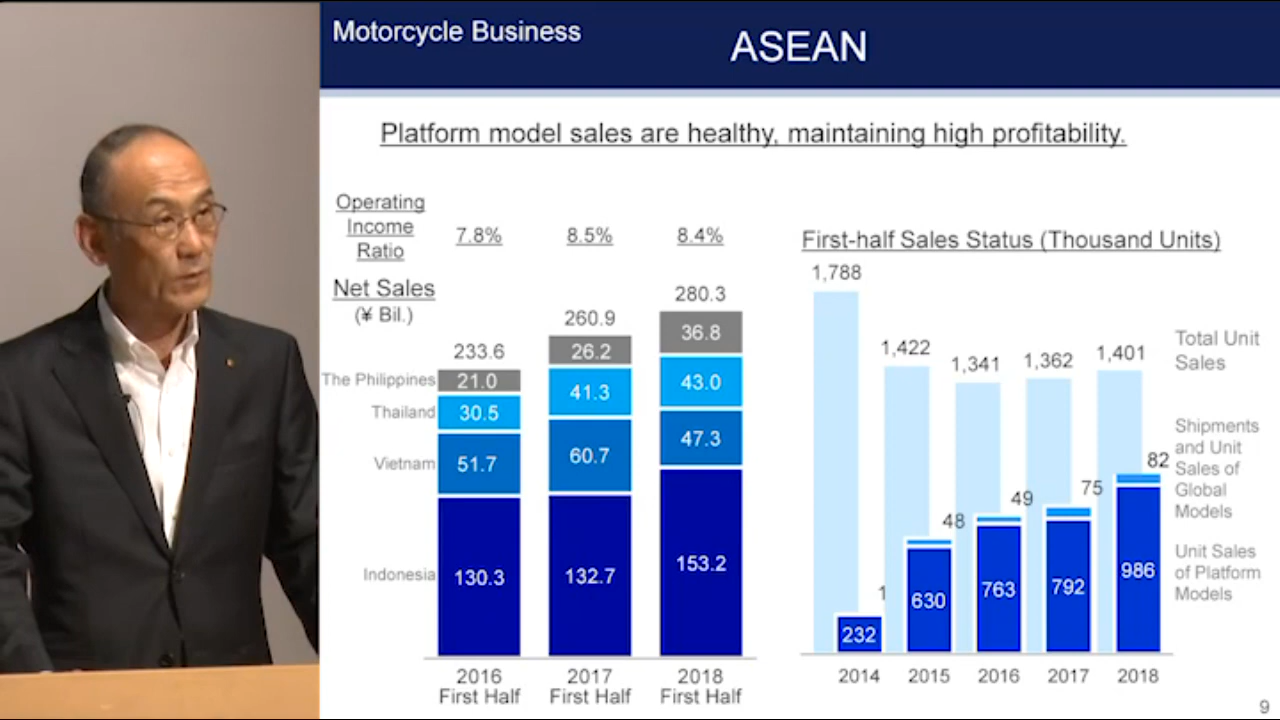 Motorcycle Business
ASEAN
Platform model sales are healthy, maintaining high profitability.
Operating
Income
Ratio
7.8%
8.5%
8.4%
Net Sales
(¥ Bil.)
233.6
260.9
280.3
The Philippines
21.0
26.2
36.8
Thailand
30.5
41.3
43.0
Vietnam
51.7
60.7
47.3
Indonesia
130.3
132.7
153.2
2016
First Half
2017
First Half
2018
First Half
First-half Sales Status (Thousand Units)
1,788
1,422
1,341
1,362
1,401
Total Unit
Sales
1
48
49
75
82
Shipments
and Unit
Sales of
Global
Models
232
630
763
792
986
Unit Sales
of Platform
Models
2014
2015
2016
2017
2018
9